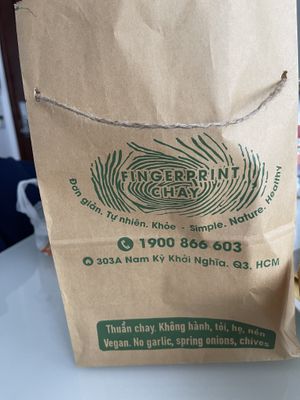 FINGERPRINT
CHAY
Đơn giản. Tự nhiên. Khỏe - Simple. Nature. Healthy
1900 866 603
303A Nam Kỳ Khởi Nghĩa. Q3. HCM
Thuần chay. Không hành, tỏi, hẹ, nén
Vegan. No garlic, spring onions, chives